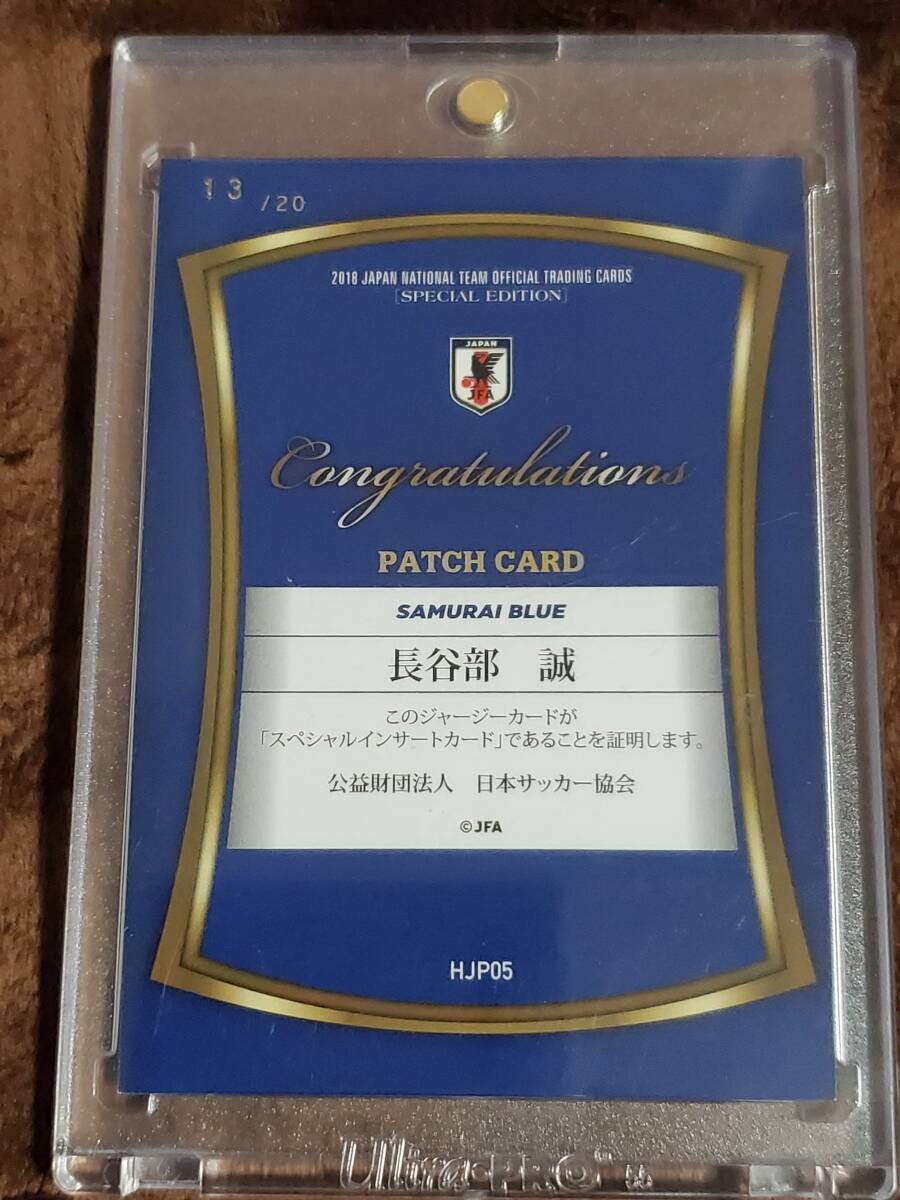 13 /20
2018 JAPAN NATIONAL TEAM OFFICIAL TRADING CARDS
[SPECIAL EDITION]
JAPAN
JFA
Congratulations
PATCH CARD
SAMURAI BLUE
長谷部 誠
このジャージーカードが
「スペシャルインサートカード」であることを証明します。
公益財団法人 日本サッカー協会
©JFA
HJP05
Ultra•PRO®